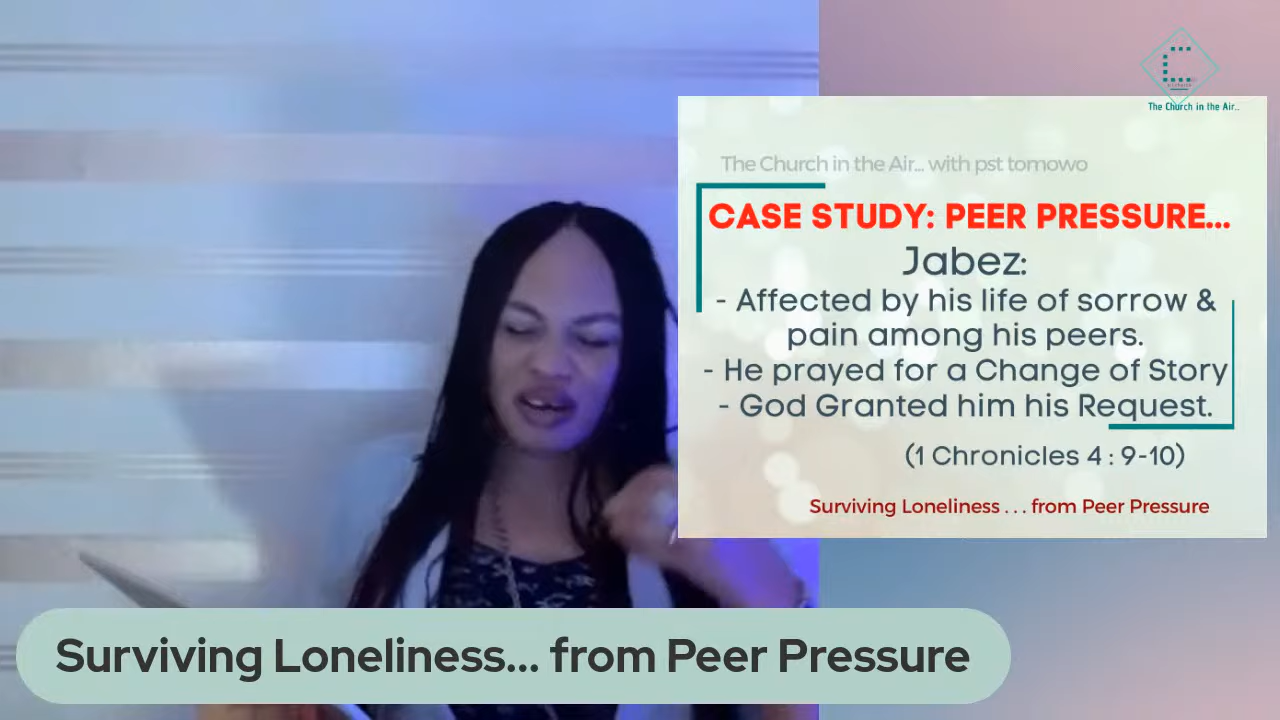 The Church in the Air...
The Church in the Air... with pst tomowo
CASE STUDY: PEER PRESSURE...
Jabez:
- Affected by his life of sorrow &
pain among his peers.
- He prayed for a Change of Story
- God Granted him his Request.
(1 Chronicles 4 : 9-10)
Surviving Loneliness . . . from Peer Pressure
Surviving Loneliness... from Peer Pressure